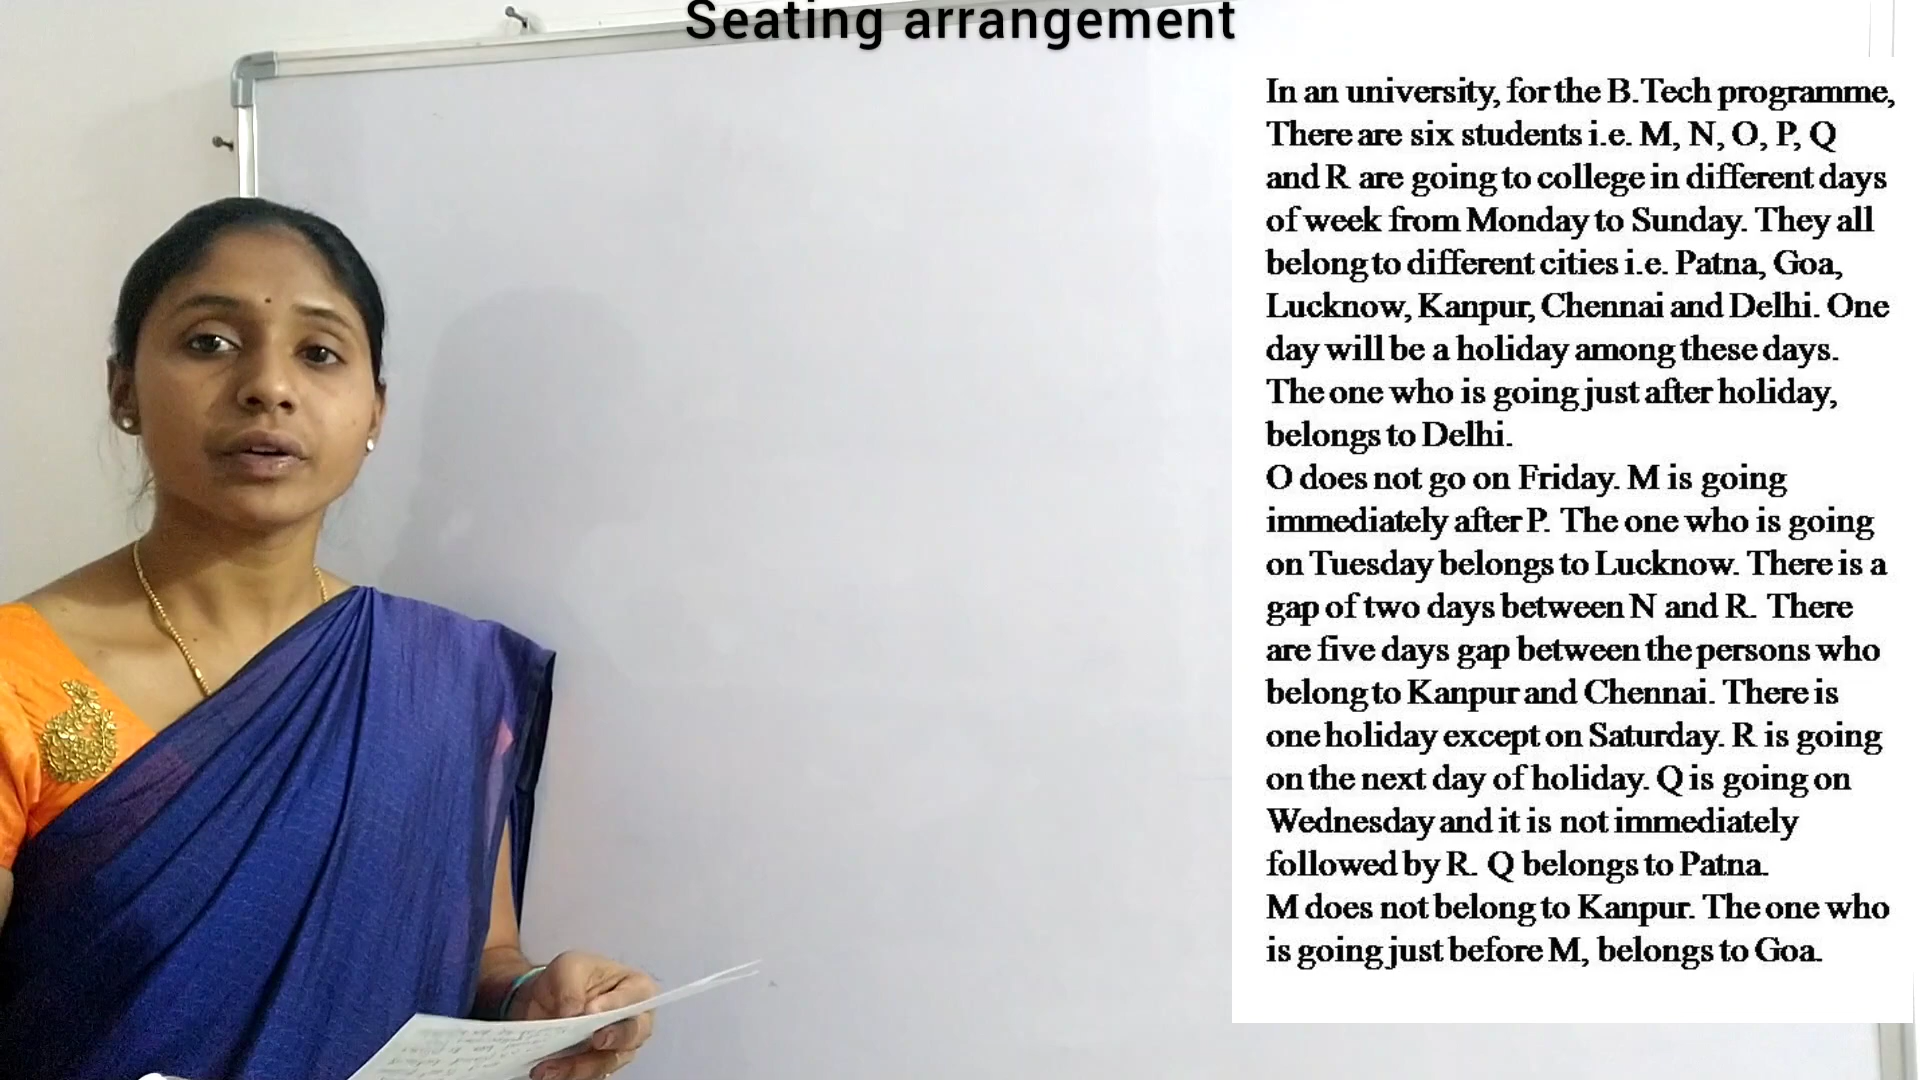 Seating arrangement
In an university, for the B.Tech programme,
There are six students i.e. M, N, O, P, Q
and R are going to college in different days
of week from Monday to Sunday. They all
belong to different cities i.e. Patna, Goa,
Lucknow, Kanpur, Chennai and Delhi. One
day will be a holiday among these days.
The one who is going just after holiday,
belongs to Delhi.
O does not go on Friday. M is going
immediately after P. The one who is going
on Tuesday belongs to Lucknow. There is a
gap of two days between N and R. There
are five days gap between the persons who
belong to Kanpur and Chennai. There is
one holiday except on Saturday. R is going
on the next day of holiday. Q is going on
Wednesday and it is not immediately
followed by R. Q belongs to Patna.
M does not belong to Kanpur. The one who
is going just before M, belongs to Goa.